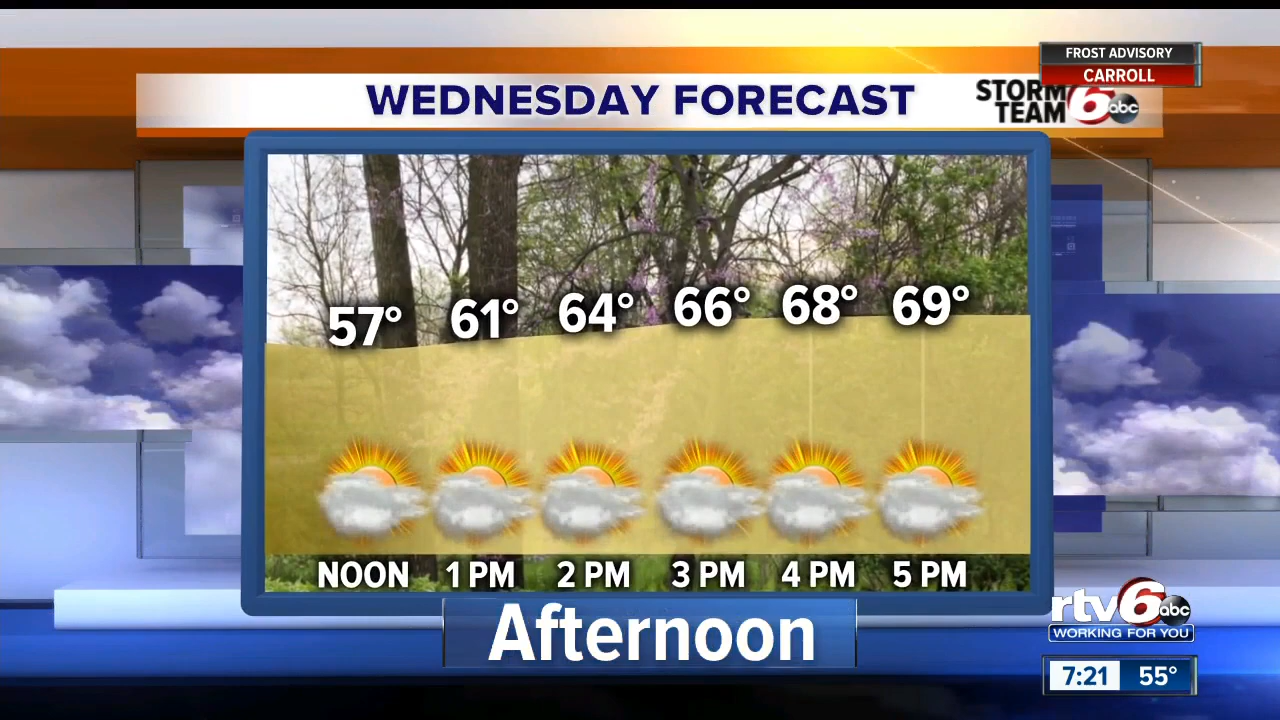 FROST ADVISORY
CARROLL
WEDNESDAY FORECAST
STORM
TEAM 6 abc
57° 61° 64° 66° 68° 69°
NOON 1 PM 2 PM 3 PM 4 PM 5 PM
Afternoon
rtv6 abc
WORKING FOR YOU
7:21 55°